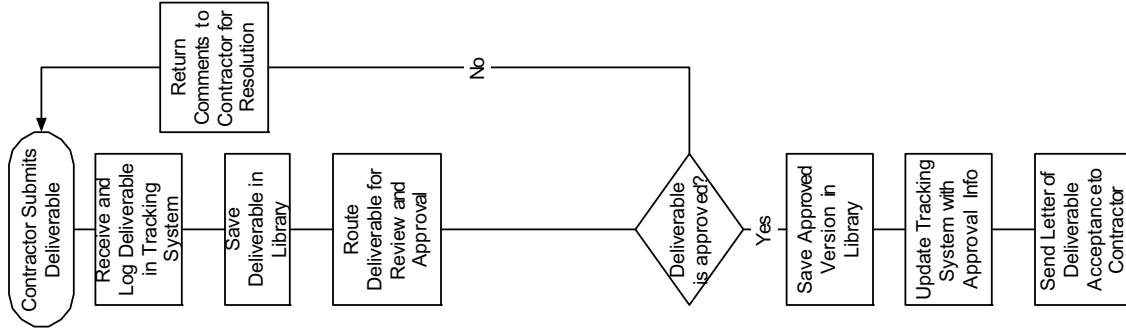 Contractor Submits
Deliverable
Receive and
Log Deliverable
in Tracking
System
Save
Deliverable in
Library
Route
Deliverable for
Review and
Approval
Deliverable
is approved?
No
Return
Comments to
Contractor for
Resolution
Yes
Save Approved
Version in
Library
Update Tracking
System with
Approval Info
Send Letter of
Deliverable
Acceptance to
Contractor